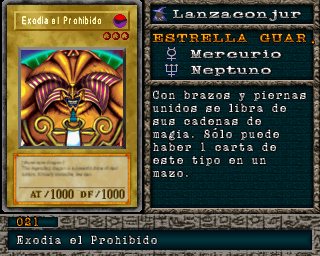 Exodia el Prohibido
AT/1000 DF/1000
Lanzaconjur
ESTRELLA GUAR.
Mercurio
Neptuno
Con brazos y piernas
unidos se libra de
sus cadenas de
magia. Sólo puede
haber 1 carta de
este tipo en un
mazo.
021
Exodia el Prohibido